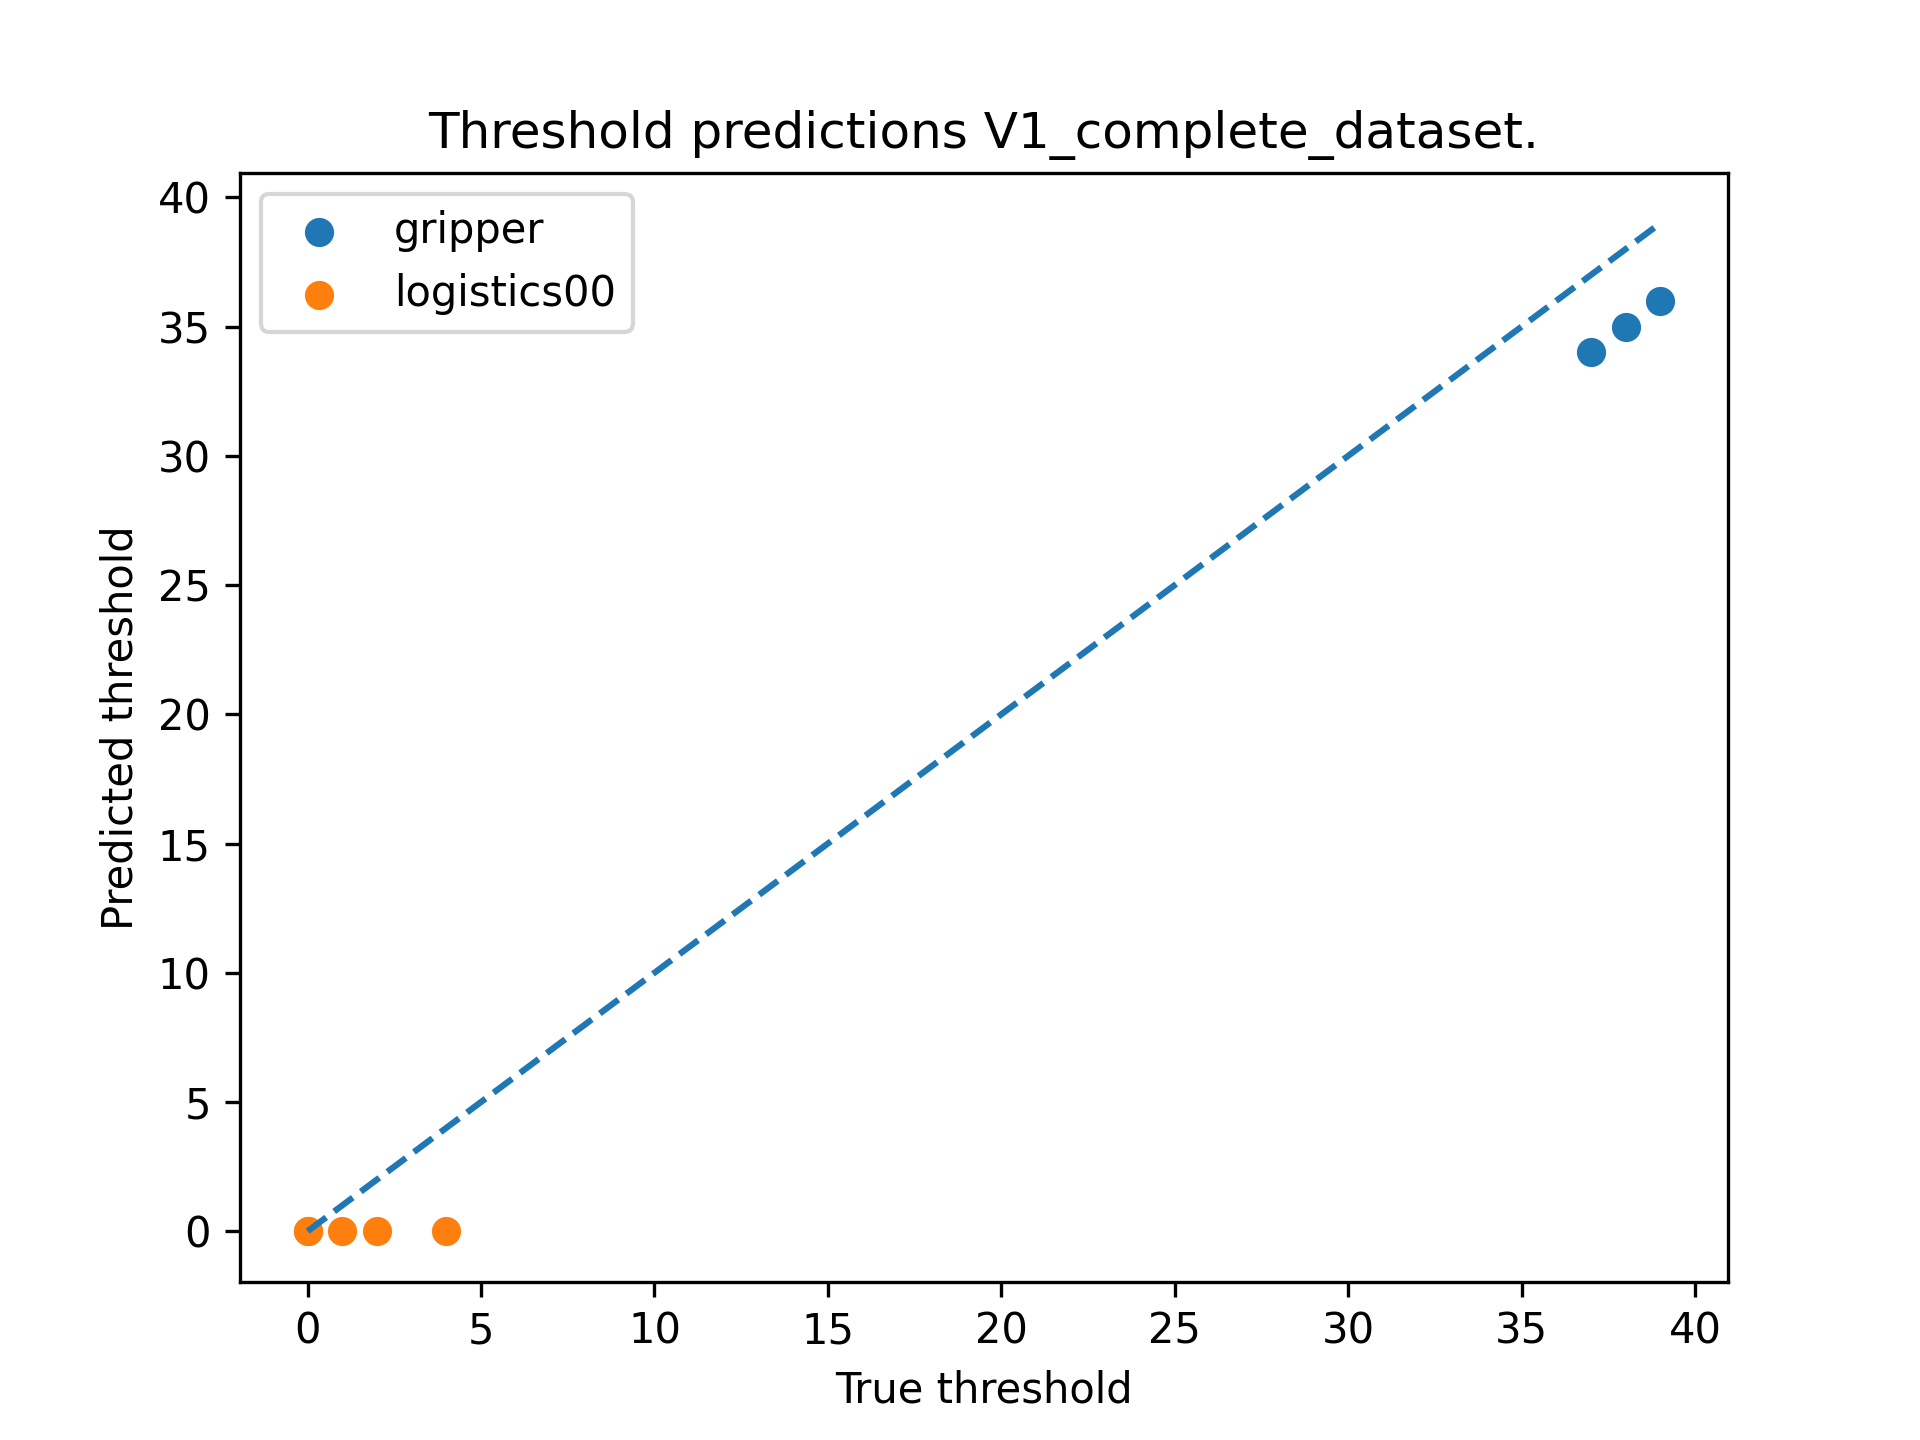 Threshold predictions V1_complete_dataset.
gripper
logistics00
Predicted threshold
40
35
30
25
20
15
10
5
0
0 5 10 15 20 25 30 35 40
True threshold